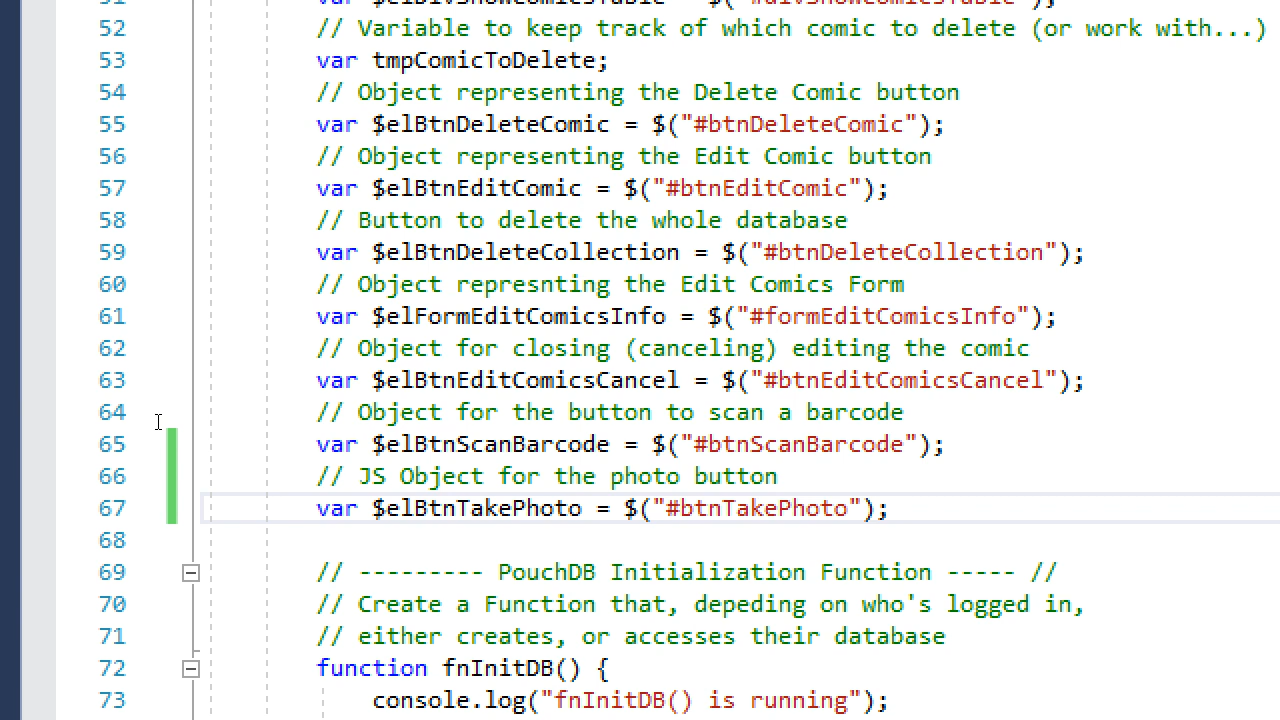 51 var $elDivShowComicsTable = $("#divShowComicsTable");
52 // Variable to keep track of which comic to delete (or work with...)
53 var tmpComicToDelete;
54 // Object representing the Delete Comic button
55 var $elBtnDeleteComic = $("#btnDeleteComic");
56 // Object representing the Edit Comic button
57 var $elBtnEditComic = $("#btnEditComic");
58 // Button to delete the whole database
59 var $elBtnDeleteCollection = $("#btnDeleteCollection");
60 // Object represnting the Edit Comics Form
61 var $elFormEditComicsInfo = $("#formEditComicsInfo");
62 // Object for closing (canceling) editing the comic
63 var $elBtnEditComicsCancel = $("#btnEditComicsCancel");
64 // Object for the button to scan a barcode
65 var $elBtnScanBarcode = $("#btnScanBarcode");
66 // JS Object for the photo button
67 var $elBtnTakePhoto = $("#btnTakePhoto");
68
69 // --------- PouchDB Initialization Function ----- //
70 // Create a Function that, depeding on who's logged in,
71 // either creates, or accesses their database
72 function fnInitDB() {
73 console.log("fnInitDB() is running");